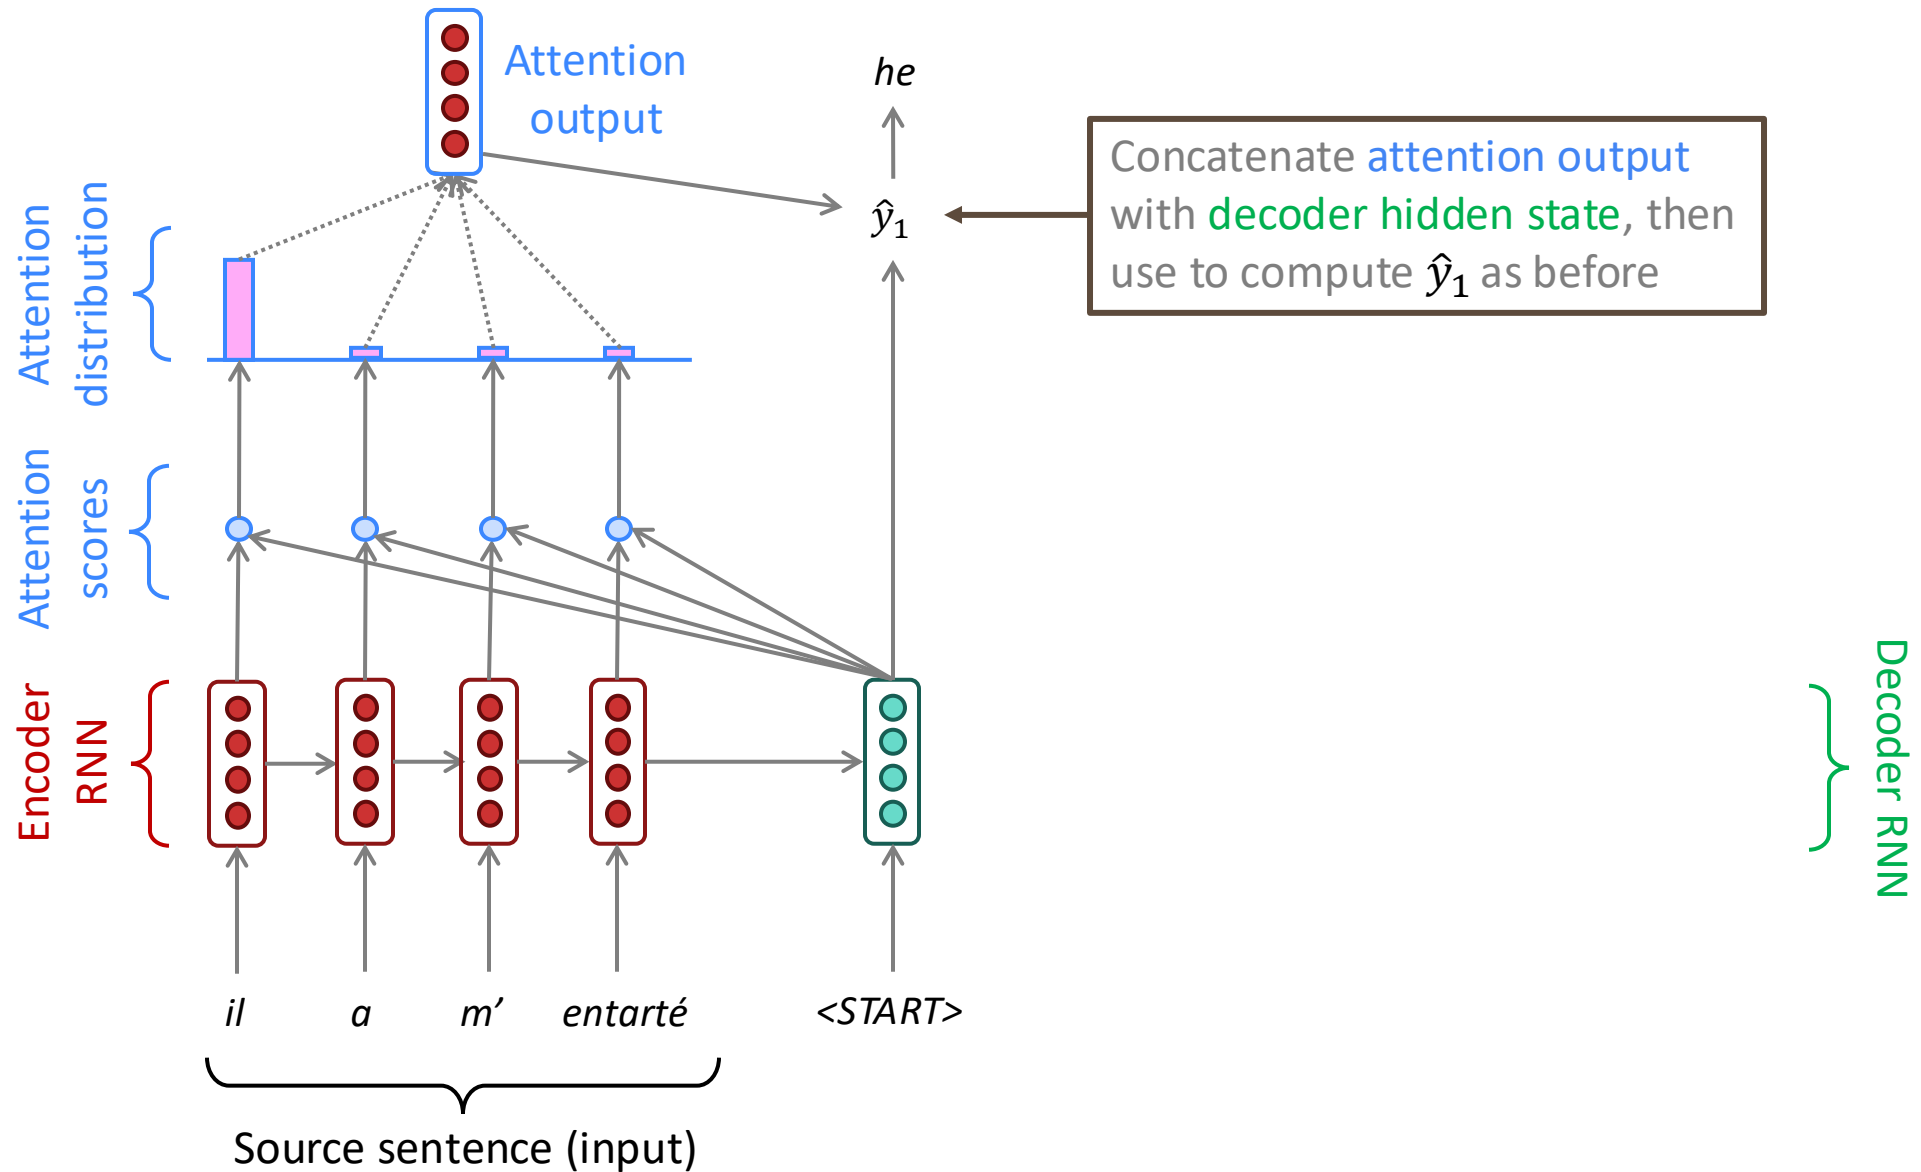 Attention
output
he
Concatenate attention output
with decoder hidden state, then
use to compute ŷ₁ as before
ŷ₁
Attention
distribution
Attention
scores
Encoder
RNN
Decoder RNN
il a m’ entarté <START>
Source sentence (input)